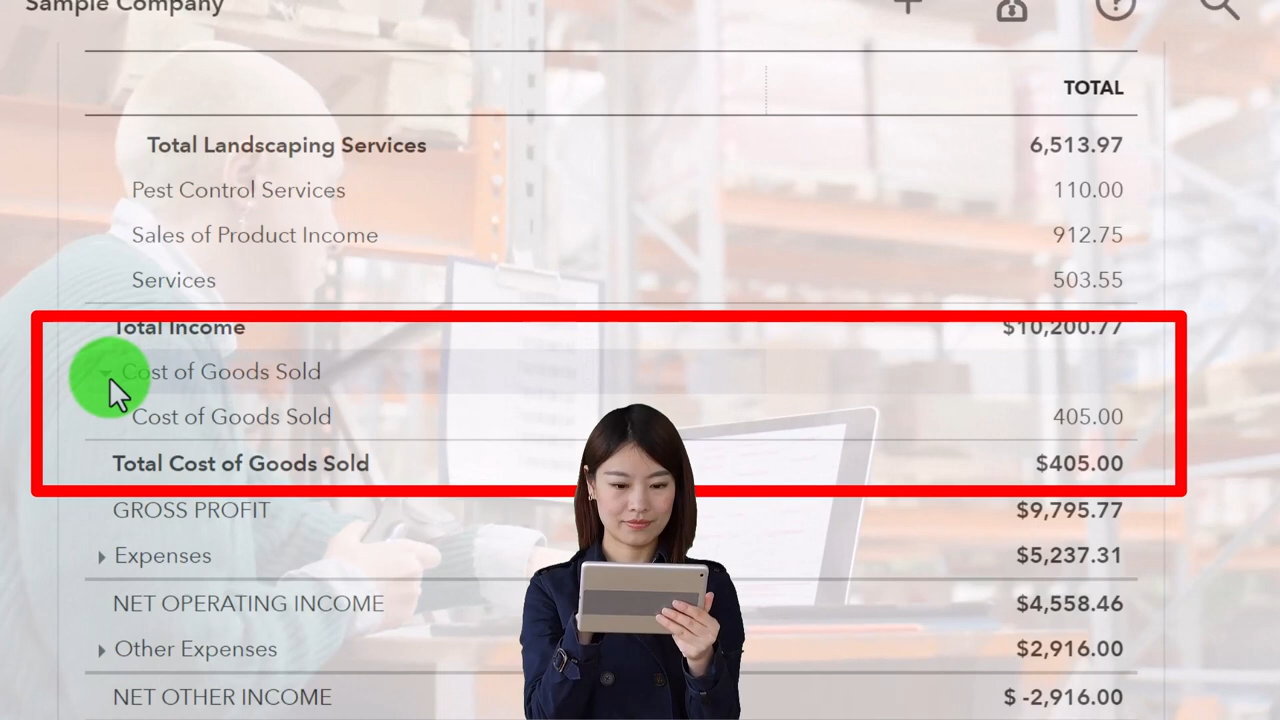 Sample Company
TOTAL
Total Landscaping Services 6,513.97
Pest Control Services 110.00
Sales of Product Income 912.75
Services 503.55
Total Income $10,200.77
Cost of Goods Sold
Cost of Goods Sold 405.00
Total Cost of Goods Sold $405.00
GROSS PROFIT $9,795.77
Expenses $5,237.31
NET OPERATING INCOME $4,558.46
Other Expenses $2,916.00
NET OTHER INCOME $ -2,916.00